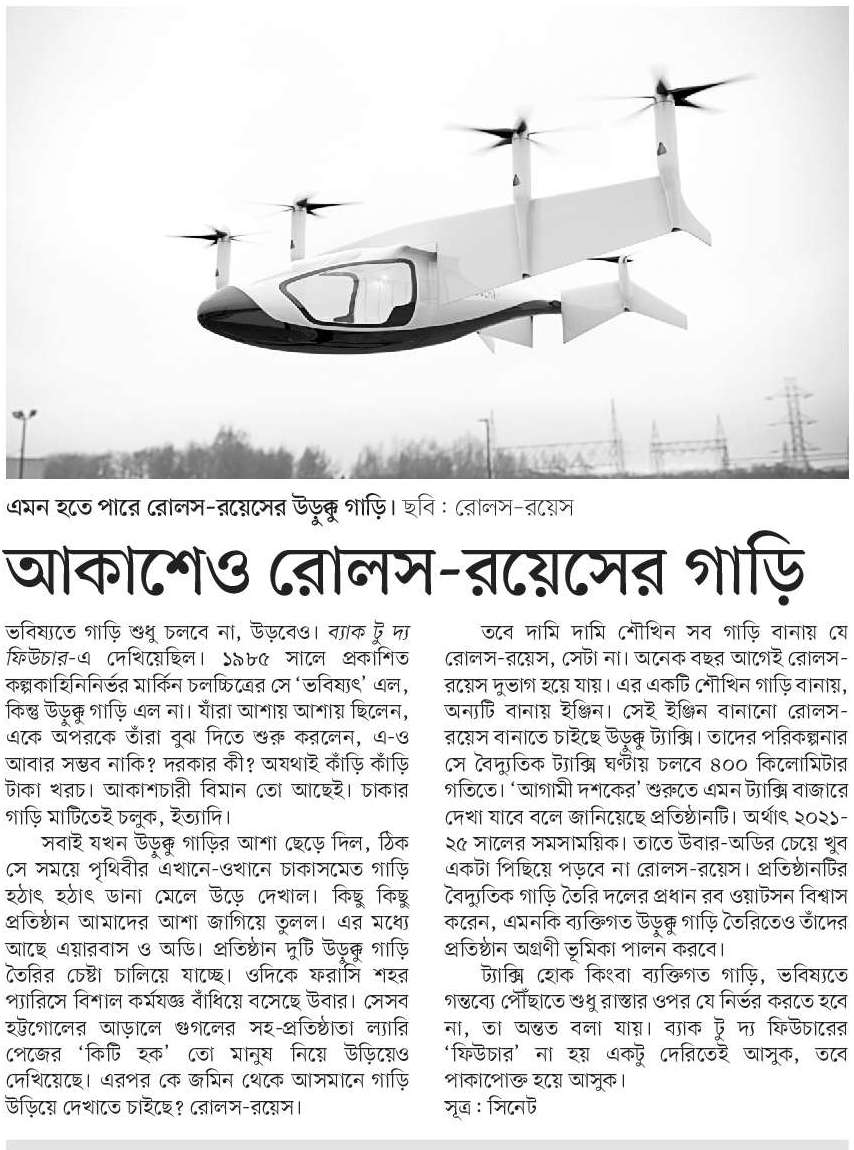 এমন হতে পারে রোলস-রয়েসের উড়ুক্কু গাড়ি। ছবি : রোলস-রয়েস
আকাশেও রোলস-রয়েসের গাড়ি
ভবিষ্যতে গাড়ি শুধু চলবে না, উড়বেও। ব্যাক টু দ্য
ফিউচার-এ দেখিয়েছিল। ১৯৮৫ সালে প্রকাশিত
কল্পকাহিনিনির্ভর মার্কিন চলচ্চিত্রের সে ‘ভবিষ্যৎ’ এল,
কিন্তু উড়ুক্কু গাড়ি এল না। যাঁরা আশায় আশায় ছিলেন,
একে অপরকে তাঁরা বুঝ দিতে শুরু করলেন, এ-ও
আবার সম্ভব নাকি? দরকার কী? অযথাই কাঁড়ি কাঁড়ি
টাকা খরচ। আকাশচারী বিমান তো আছেই। চাকার
গাড়ি মাটিতেই চলুক, ইত্যাদি।
সবাই যখন উড়ুক্কু গাড়ির আশা ছেড়ে দিল, ঠিক
সে সময়ে পৃথিবীর এখানে-ওখানে চাকাসমেত গাড়ি
হঠাৎ হঠাৎ ডানা মেলে উড়ে দেখাল। কিছু কিছু
প্রতিষ্ঠান আমাদের আশা জাগিয়ে তুলল। এর মধ্যে
আছে এয়ারবাস ও অডি। প্রতিষ্ঠান দুটি উড়ুক্কু গাড়ি
তৈরির চেষ্টা চালিয়ে যাচ্ছে। ওদিকে ফরাসি শহর
প্যারিসে বিশাল কর্মযজ্ঞ বাঁধিয়ে বসেছে উবার। সেসব
হট্টগোলের আড়ালে গুগলের সহ-প্রতিষ্ঠাতা ল্যারি
পেজের ‘কিটি হক’ তো মানুষ নিয়ে উড়িয়েও
দেখিয়েছে। এরপর কে জমিন থেকে আসমানে গাড়ি
উড়িয়ে দেখাতে চাইছে? রোলস-রয়েস।
তবে দামি দামি শৌখিন সব গাড়ি বানায় যে
রোলস-রয়েস, সেটা না। অনেক বছর আগেই রোলস-
রয়েস দুভাগ হয়ে যায়। এর একটি শৌখিন গাড়ি বানায়,
অন্যটি বানায় ইঞ্জিন। সেই ইঞ্জিন বানানো রোলস-
রয়েস বানাতে চাইছে উড়ুক্কু ট্যাক্সি। তাদের পরিকল্পনার
সে বৈদ্যুতিক ট্যাক্সি ঘণ্টায় চলবে ৪০০ কিলোমিটার
গতিতে। ‘আগামী দশকের’ শুরুতে এমন ট্যাক্সি বাজারে
দেখা যাবে বলে জানিয়েছে প্রতিষ্ঠানটি। অর্থাৎ ২০২১-
২৫ সালের সমসাময়িক। তাতে উবার-অডির চেয়ে খুব
একটা পিছিয়ে পড়বে না রোলস-রয়েস। প্রতিষ্ঠানটির
বৈদ্যুতিক গাড়ি তৈরি দলের প্রধান রব ওয়াটসন বিশ্বাস
করেন, এমনকি ব্যক্তিগত উড়ুক্কু গাড়ি তৈরিতেও তাঁদের
প্রতিষ্ঠান অগ্রণী ভূমিকা পালন করবে।
ট্যাক্সি হোক কিংবা ব্যক্তিগত গাড়ি, ভবিষ্যতে
গন্তব্যে পৌঁছাতে শুধু রাস্তার ওপর যে নির্ভর করতে হবে
না, তা অন্তত বলা যায়। ব্যাক টু দ্য ফিউচারের
‘ফিউচার’ না হয় একটু দেরিতেই আসুক, তবে
পাকাপোক্ত হয়ে আসুক।
সূত্র : সিনেট